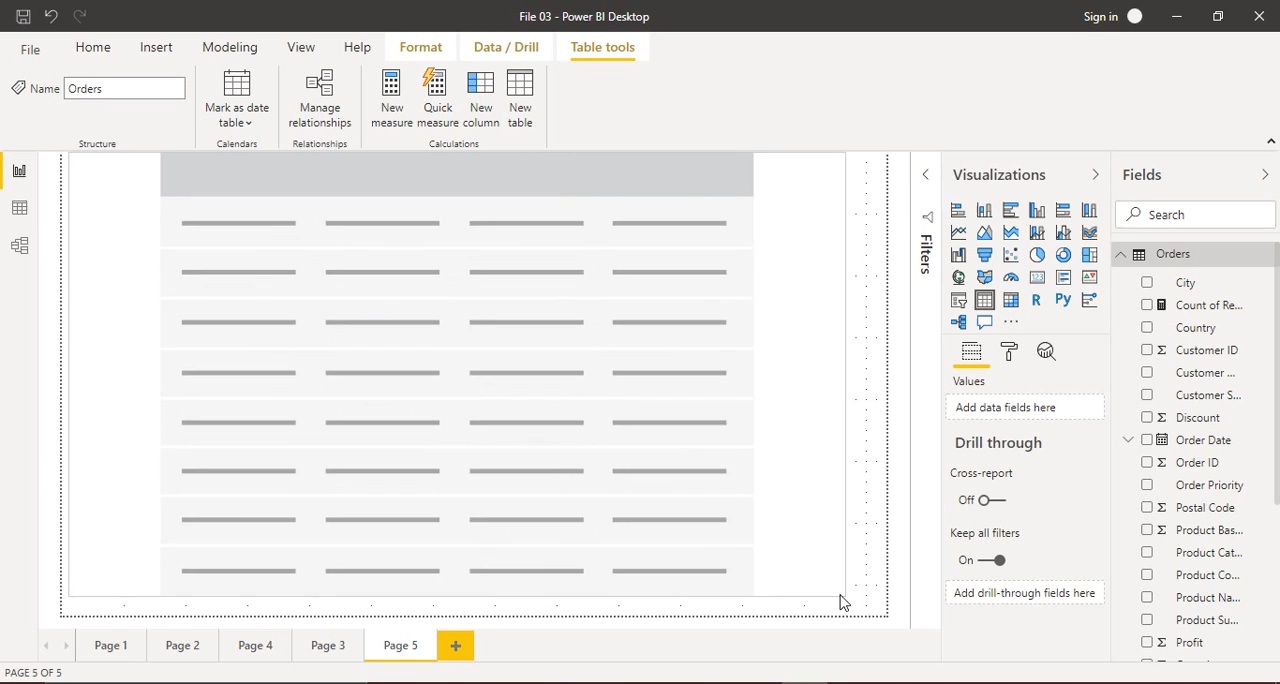 File 03 - Power BI Desktop
Sign in
File Home Insert Modeling View Help Format Data / Drill Table tools
Name Orders
Mark as date table
Manage relationships
New measure
Quick measure
New column
New table
Structure Calendars Relationships Calculations
Filters
Visualizations
R Py
123
...
Values
Add data fields here
Drill through
Cross-report
Off
Keep all filters
On
Add drill-through fields here
Fields
Search
Orders
City
Count of Re...
Country
Σ Customer ID
Customer ...
Customer S...
Σ Discount
Order Date
Σ Order ID
Order Priority
Σ Postal Code
Σ Product Bas...
Product Cat...
Product Co...
Product Na...
Product Su...
Σ Profit
Page 1 Page 2 Page 4 Page 3 Page 5 +
PAGE 5 OF 5